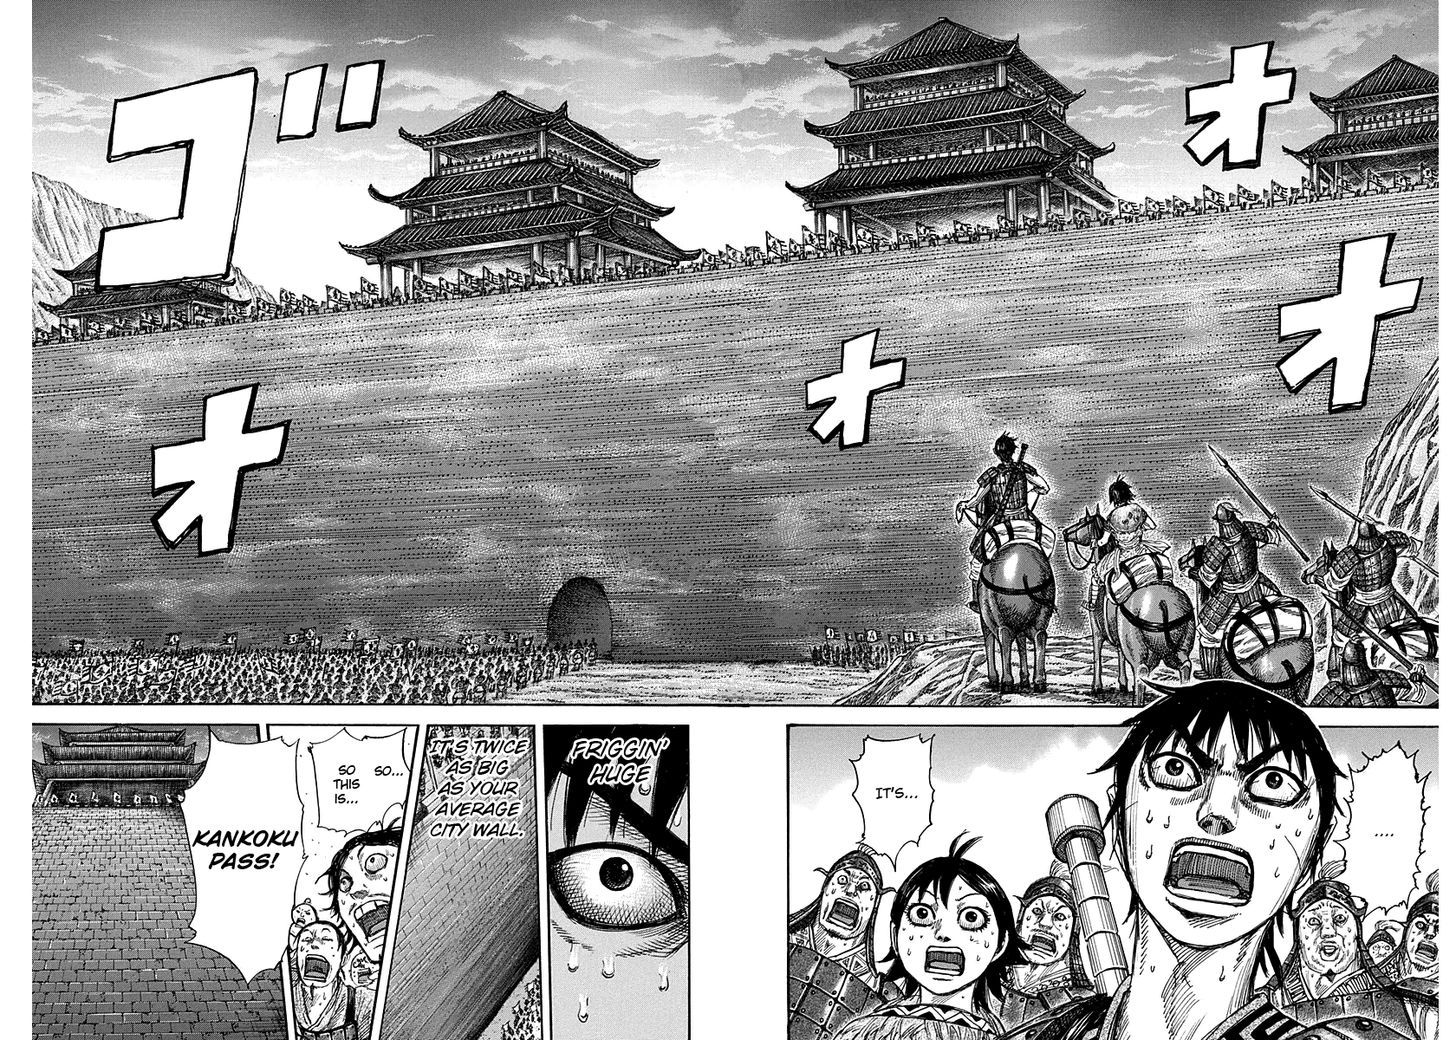 ゴオオオオ
....
IT'S...
FRIGGIN'
HUGE
IT'S TWICE
AS BIG
AS YOUR
AVERAGE
CITY WALL.
SO...
SO
THIS
IS...
KANKOKU
PASS!